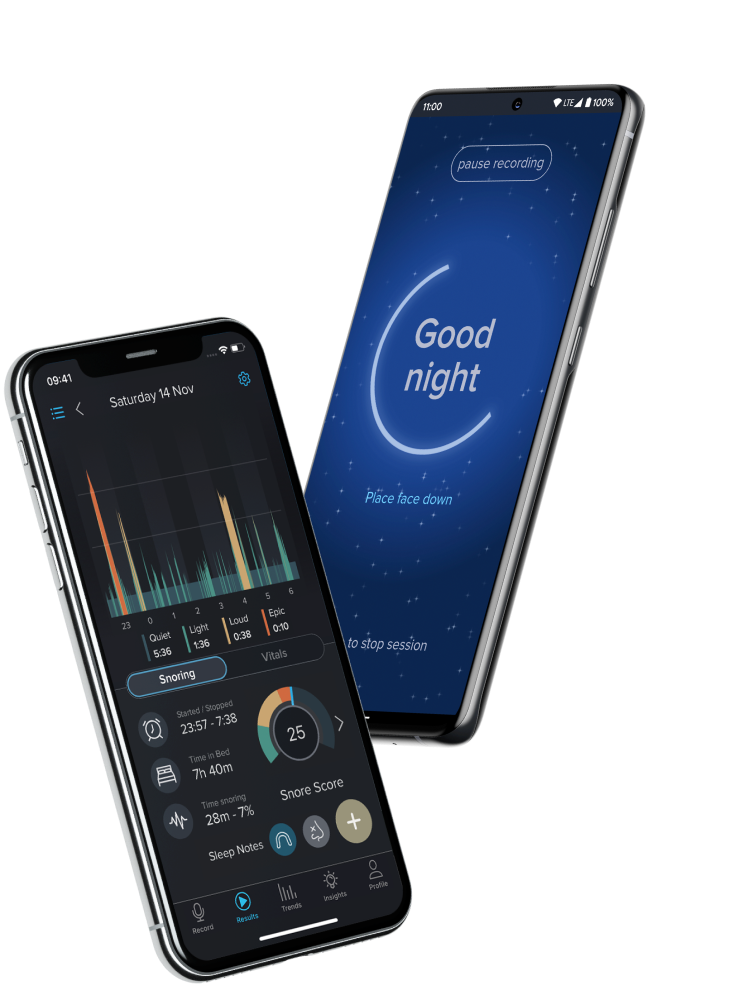 11:00
LTE
100%
pause recording
Good
night
Place face down
to stop session
09:41
Saturday 14 Nov
23 0 1 2 3 4 5 6
Quiet Light Loud Epic
5:36 1:36 0:38 0:10
Snoring Vitals
Started / Stopped
23:57 - 7:38
25
Time in Bed
7h 40m
Time snoring
28m - 7%
Snore Score
Sleep Notes
Record Results Trends Insights Profile